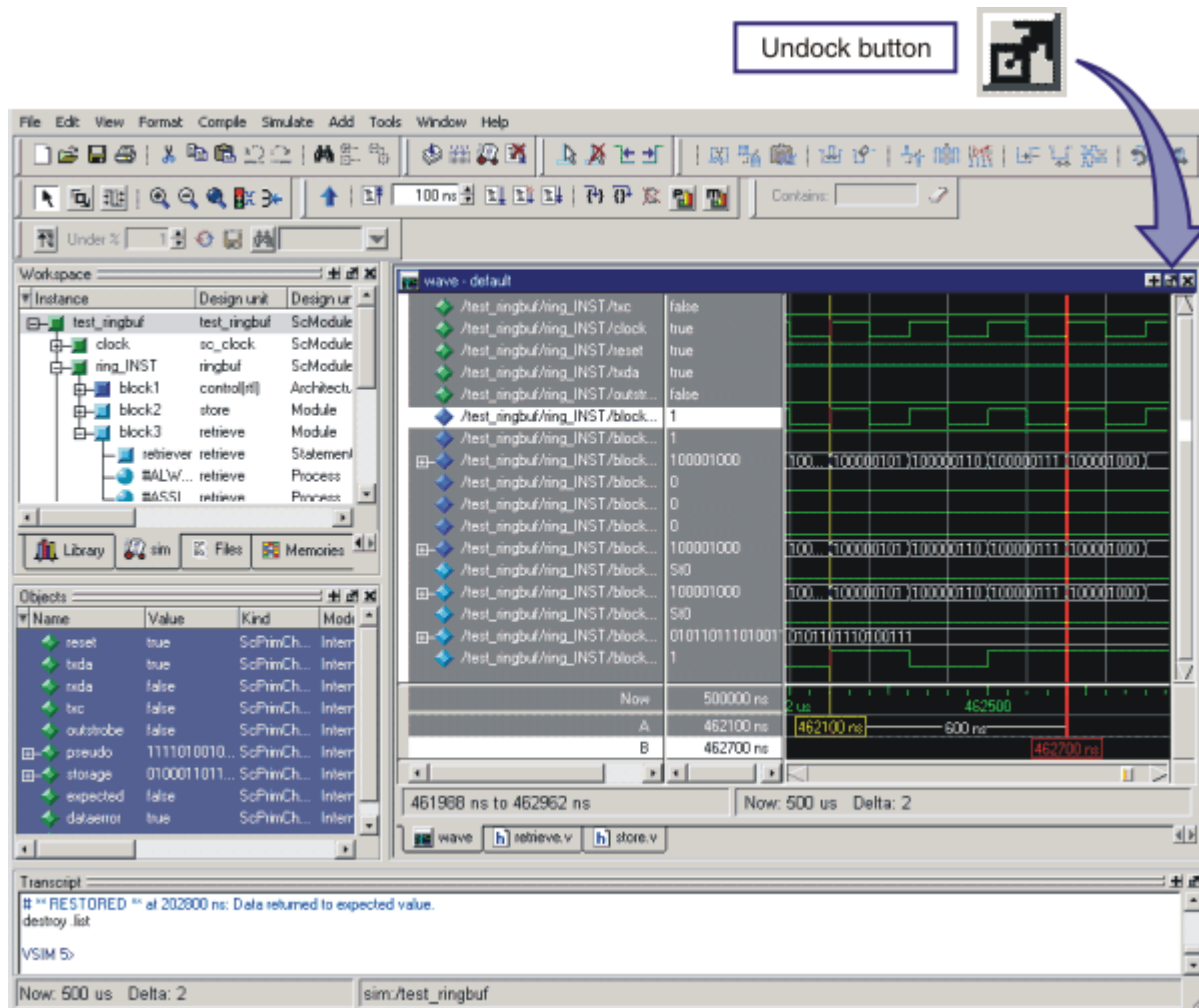 Undock button
File Edit View Format Compile Simulate Add Tools Window Help
100 ns
Contains:
Under % 1
Workspace
Instance Design unit Design ur
test_ringbuf test_ringbuf ScModule
clock sc_clock ScModule
ring_INST ringbuf ScModule
block1 control(rtl) Architectu
block2 store Module
block3 retrieve Module
retriever retrieve Statement
#ALW... retrieve Process
#ASSI retrieve Process
Library sim Files Memories
Objects
Name Value Kind Mode
reset true ScPrimCh... Intern
txda true ScPrimCh... Intern
rxda false ScPrimCh... Intern
txc false ScPrimCh... Intern
outstrobe false ScPrimCh... Intern
pseudo 1111010010... ScPrimCh... Intern
storage 0100011011... ScPrimCh... Intern
expected false ScPrimCh... Intern
dataerror true ScPrimCh... Intern
wave - default
/test_ringbuf/ring_INST/txc false
/test_ringbuf/ring_INST/clock true
/test_ringbuf/ring_INST/reset true
/test_ringbuf/ring_INST/txda true
/test_ringbuf/ring_INST/outstr... false
/test_ringbuf/ring_INST/block... 1
/test_ringbuf/ring_INST/block... 1
/test_ringbuf/ring_INST/block... 100001000 100... 100000101 100000110 100000111 100001000
/test_ringbuf/ring_INST/block... 0
/test_ringbuf/ring_INST/block... 0
/test_ringbuf/ring_INST/block... 0
/test_ringbuf/ring_INST/block... 100001000 100... 100000101 100000110 100000111 100001000
/test_ringbuf/ring_INST/block... St0
/test_ringbuf/ring_INST/block... 100001000 100... 100000101 100000110 100000111 100001000
/test_ringbuf/ring_INST/block... St0
/test_ringbuf/ring_INST/block... 01011011101001 0101101110100111
/test_ringbuf/ring_INST/block... 1
Now 500000 ns 2 us 462500
A 462100 ns 462100 ns 600 ns
B 462700 ns 462700 ns
461988 ns to 462962 ns Now: 500 us Delta: 2
wave retrieve.v store.v
Transcript
# ** RESTORED ** at 202800 ns: Data returned to expected value.
destroy .list
VSIM 5>
Now: 500 us Delta: 2 sim:/test_ringbuf